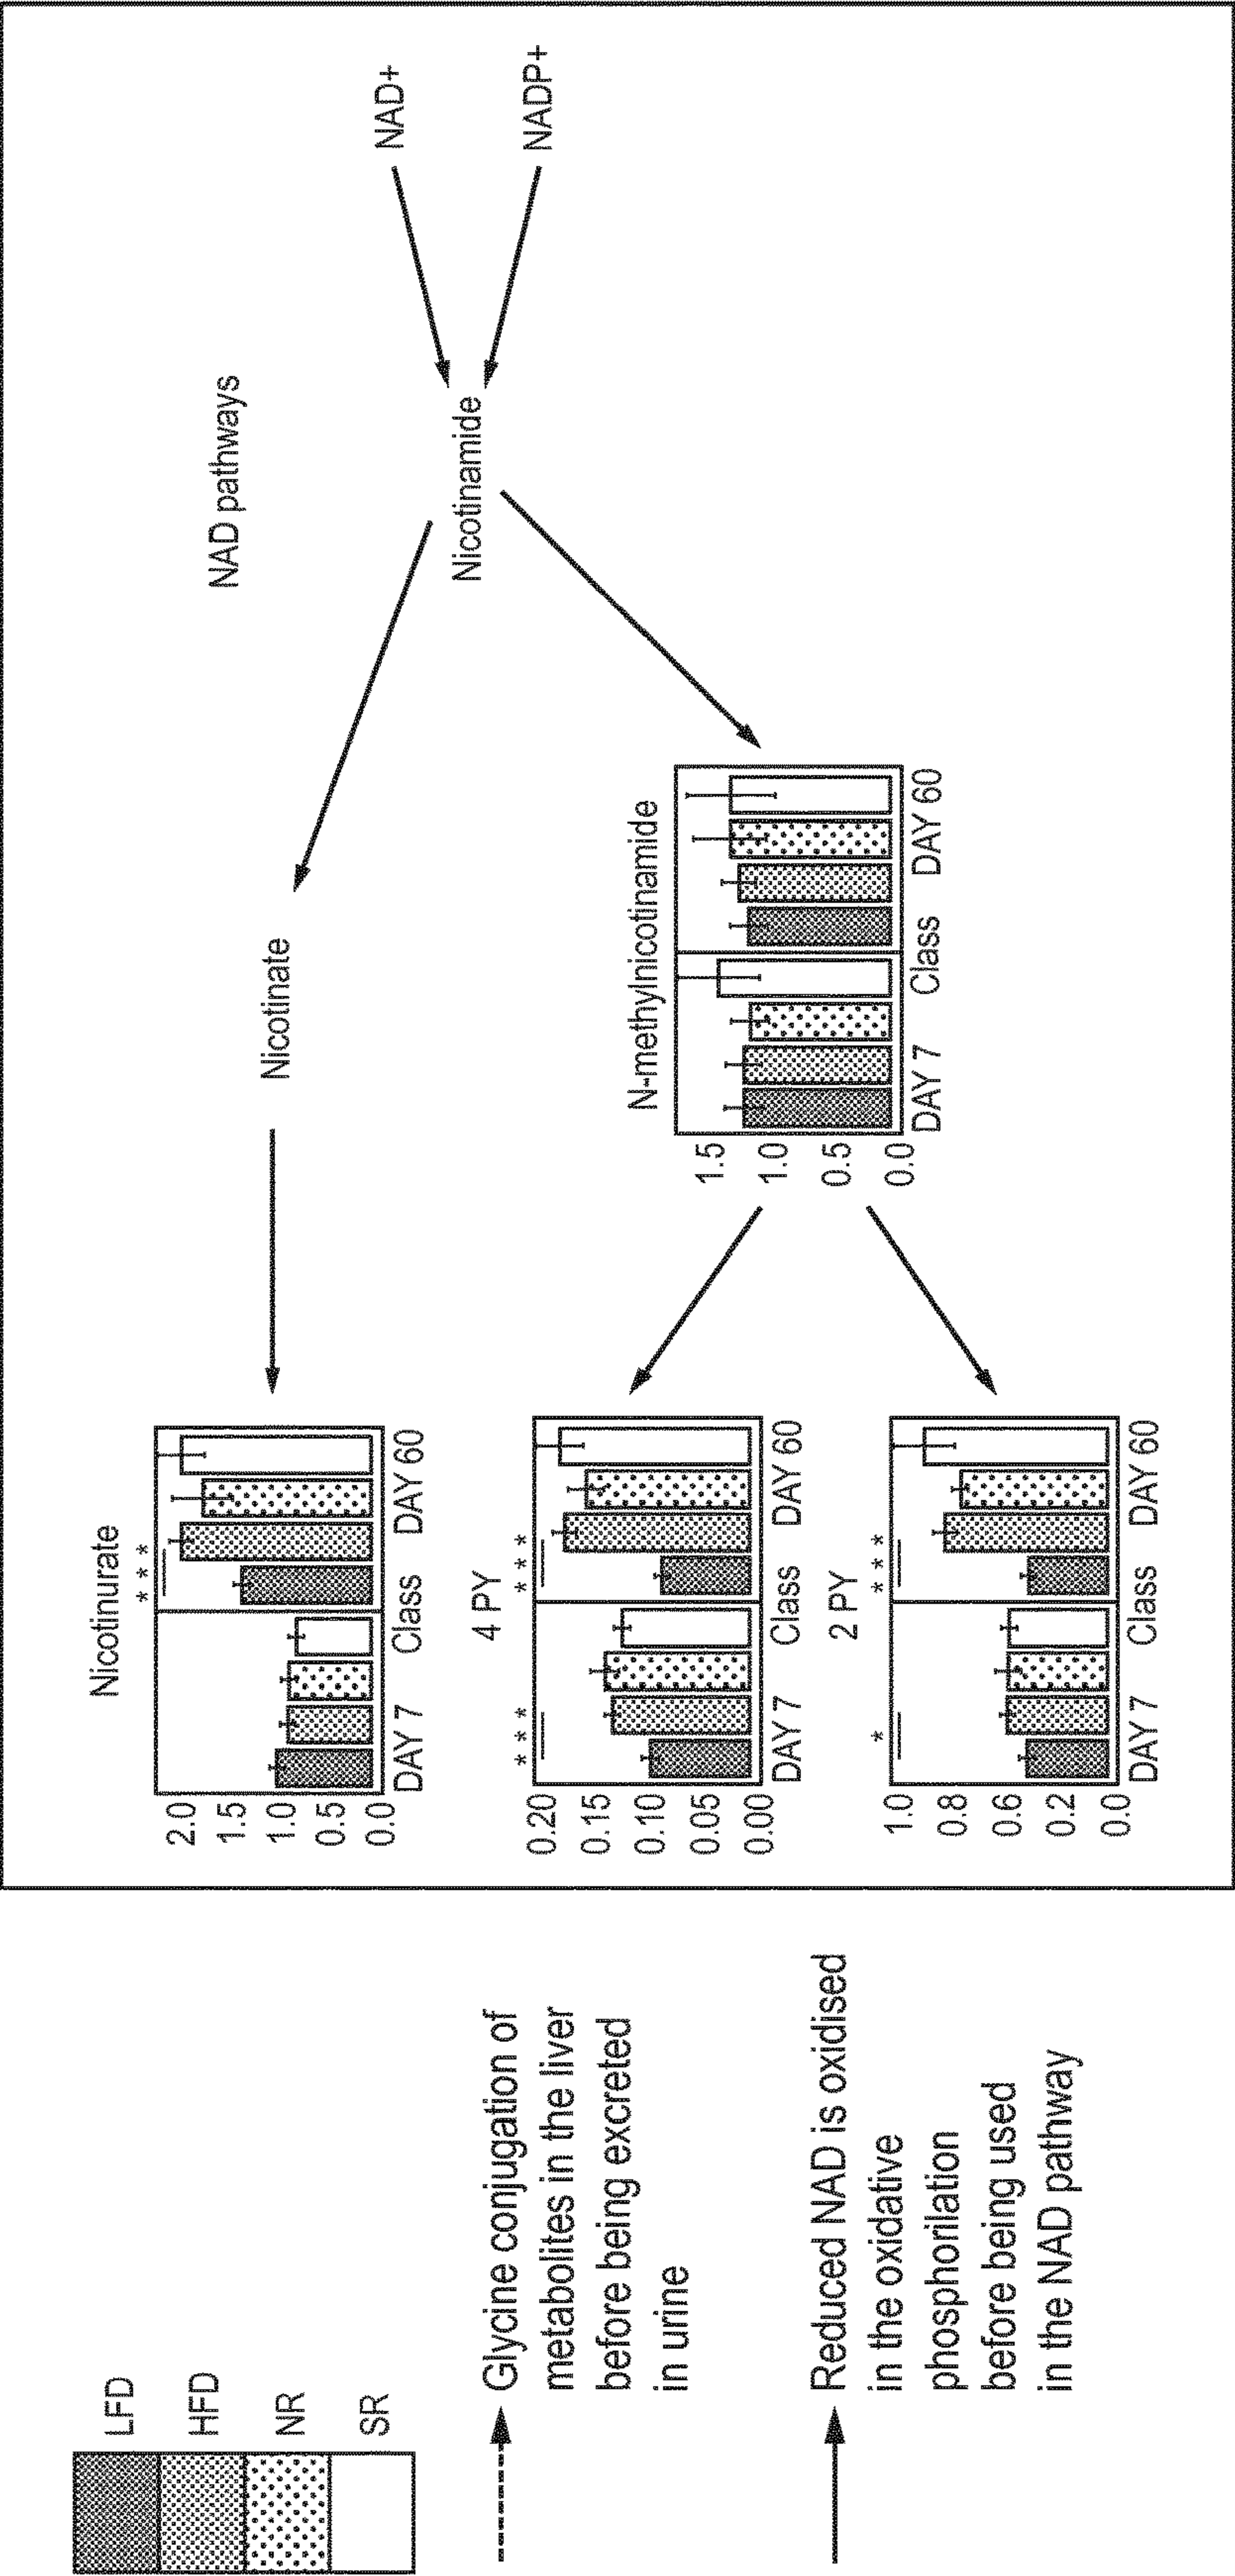 LFD
HFD
NR
SR
Glycine conjugation of
metabolites in the liver
before being excreted
in urine
Reduced NAD is oxidised
in the oxidative
phosphorilation
before being used
in the NAD pathway
NAD pathways
NAD+
NADP+
Nicotinamide
Nicotinate
Nicotinurate
***
2.0
1.5
1.0
0.5
0.0
DAY 7 Class DAY 60
4 PY
*** ***
0.20
0.15
0.10
0.05
0.00
DAY 7 Class DAY 60
2 PY
* ***
1.0
0.8
0.6
0.2
0.0
DAY 7 Class DAY 60
N-methylnicotinamide
1.5
1.0
0.5
0.0
DAY 7 Class DAY 60